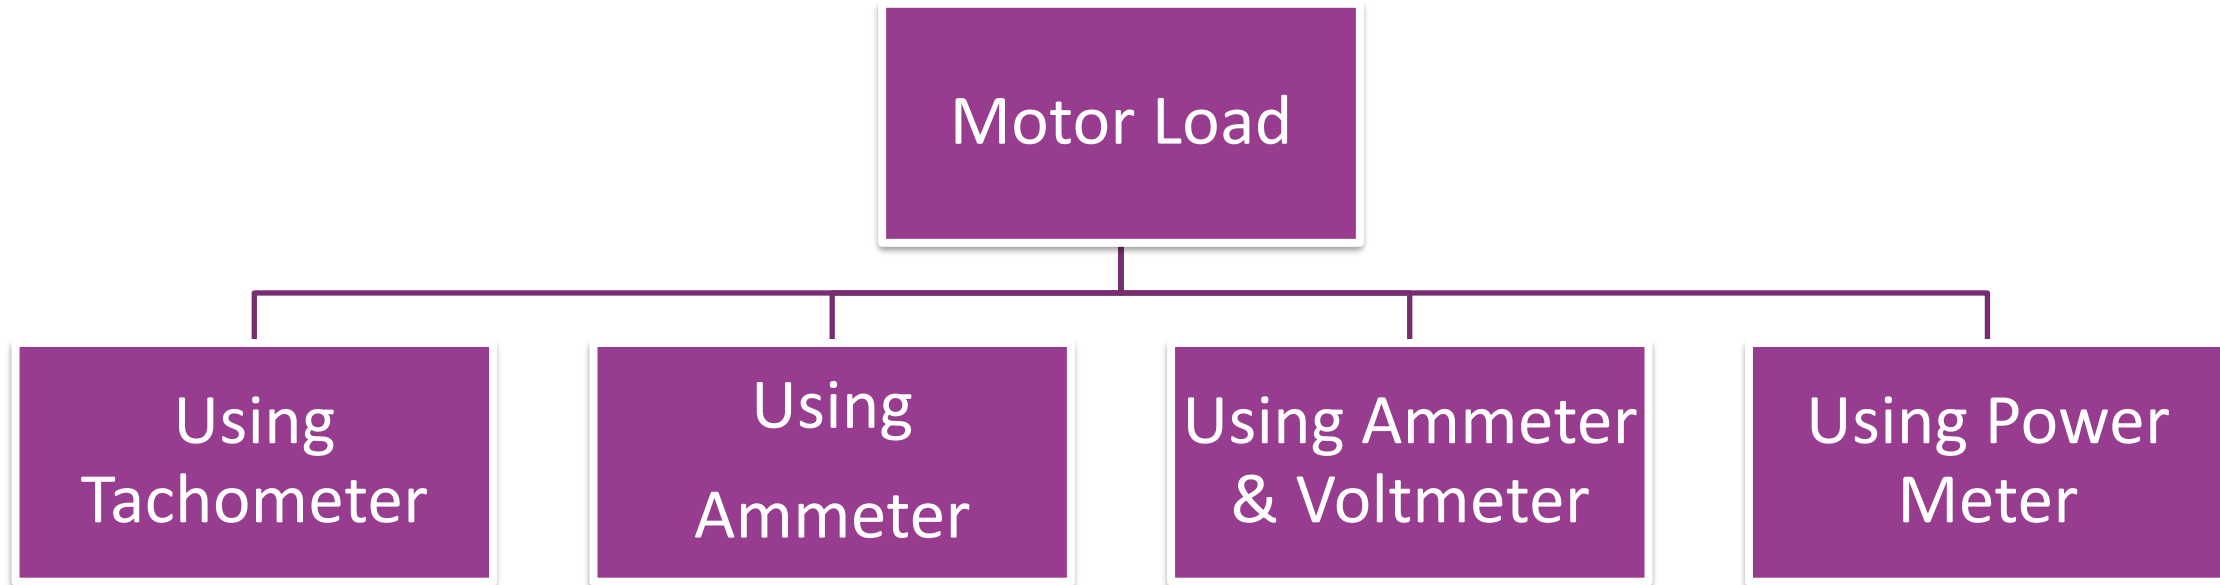 Motor Load
Using
Tachometer
Using
Ammeter
Using Ammeter
& Voltmeter
Using Power
Meter